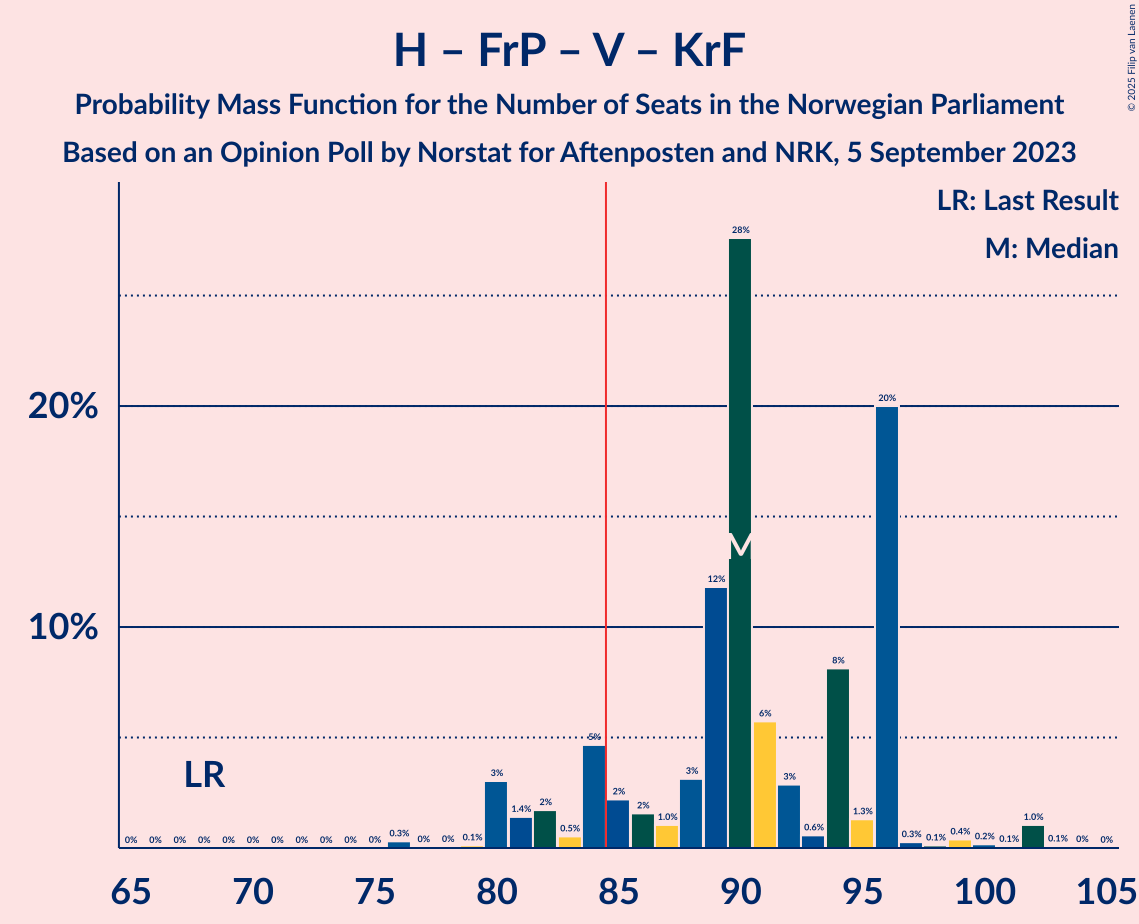 © 2025 Filip van Laenen
H – FrP – V – KrF
Probability Mass Function for the Number of Seats in the Norwegian Parliament
Based on an Opinion Poll by Norstat for Aftenposten and NRK, 5 September 2023
LR: Last Result
M: Median
20%
10%
LR
M
0% 0% 0% 0% 0% 0% 0% 0% 0% 0% 0% 0.3% 0% 0% 0.1% 3% 1.4% 2% 0.5% 5% 2% 2% 1.0% 3% 12% 28% 6% 3% 0.6% 8% 1.3% 20% 0.3% 0.1% 0.4% 0.2% 0.1% 1.0% 0.1% 0% 0%
65 70 75 80 85 90 95 100 105